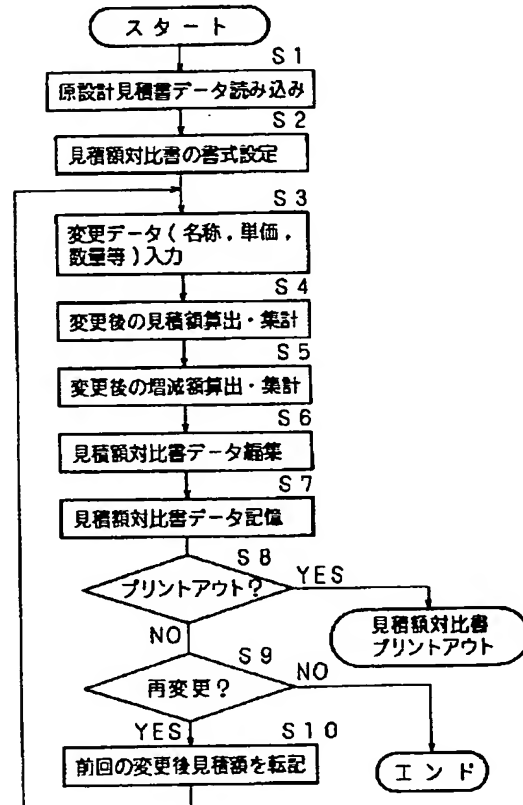 スタート
S1
原設計見積書データ読み込み
S2
見積額対比書の書式設定
S3
変更データ(名称,単価,
数量等)入力
S4
変更後の見積額算出・集計
S5
変更後の増減額算出・集計
S6
見積額対比書データ編集
S7
見積額対比書データ記憶
S8
プリントアウト?
YES
見積額対比書
プリントアウト
NO
S9
再変更?
NO
YES
S10
前回の変更後見積額を転記
エンド